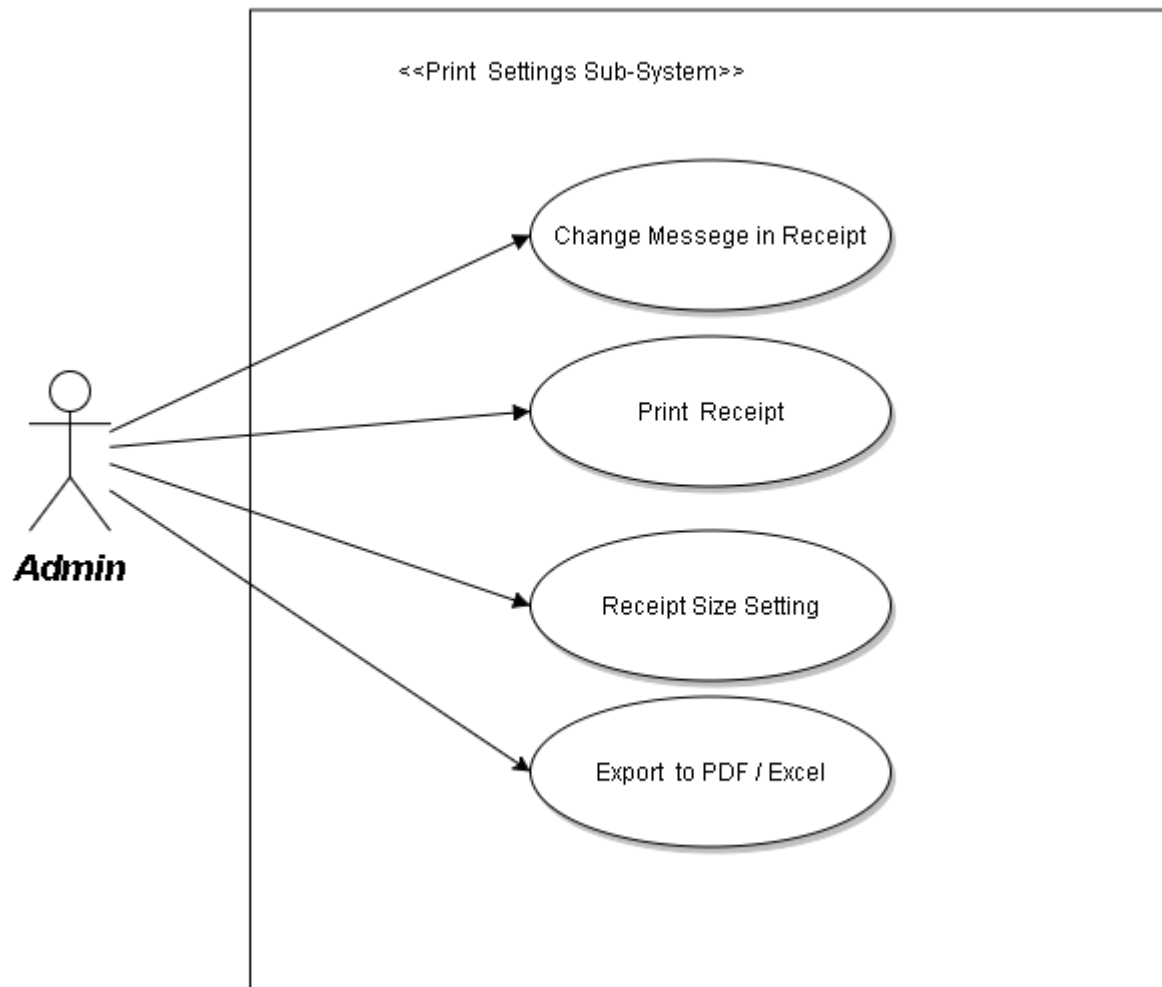 <<Print Settings Sub-System>>
Change Messege in Receipt
Print Receipt
Admin
Receipt Size Setting
Export to PDF / Excel